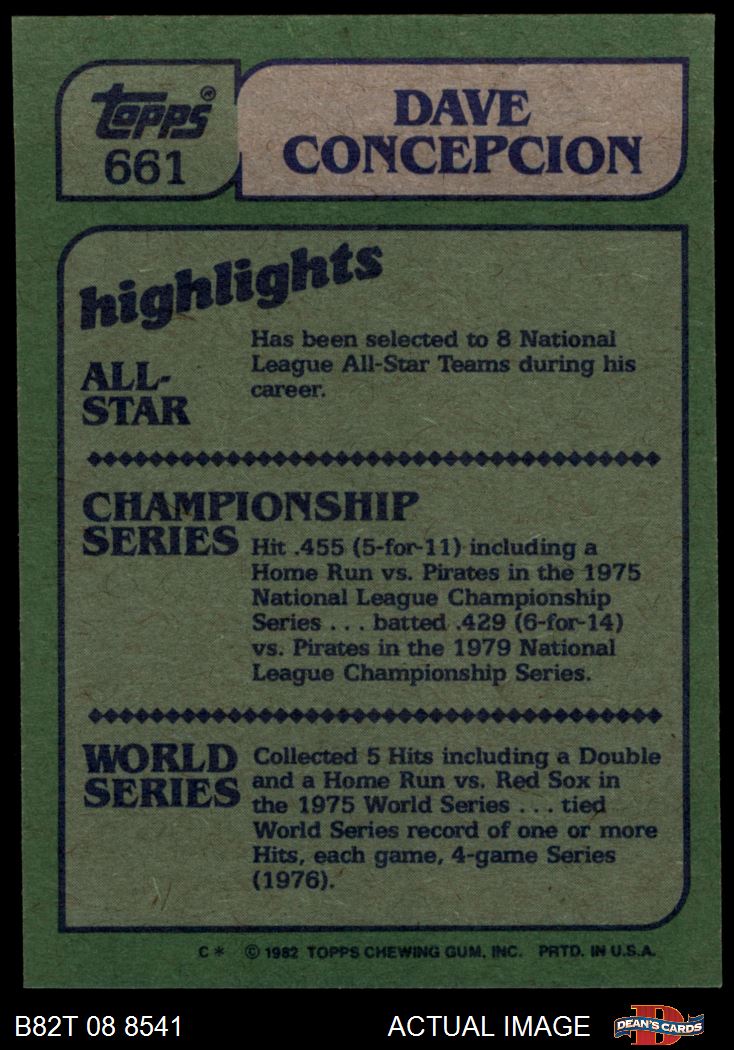 topps®
661
DAVE
CONCEPCION
highlights
ALL-
STAR
Has been selected to 8 National
League All-Star Teams during his
career.
CHAMPIONSHIP
SERIES
Hit .455 (5-for-11) including a
Home Run vs. Pirates in the 1975
National League Championship
Series . . . batted .429 (6-for-14)
vs. Pirates in the 1979 National
League Championship Series.
WORLD
SERIES
Collected 5 Hits including a Double
and a Home Run vs. Red Sox in
the 1975 World Series . . . tied
World Series record of one or more
Hits, each game, 4-game Series
(1976).
C * © 1982 TOPPS CHEWING GUM, INC. PRTD. IN U.S.A.
B82T 08 8541
ACTUAL IMAGE
D
DEAN'S CARDS